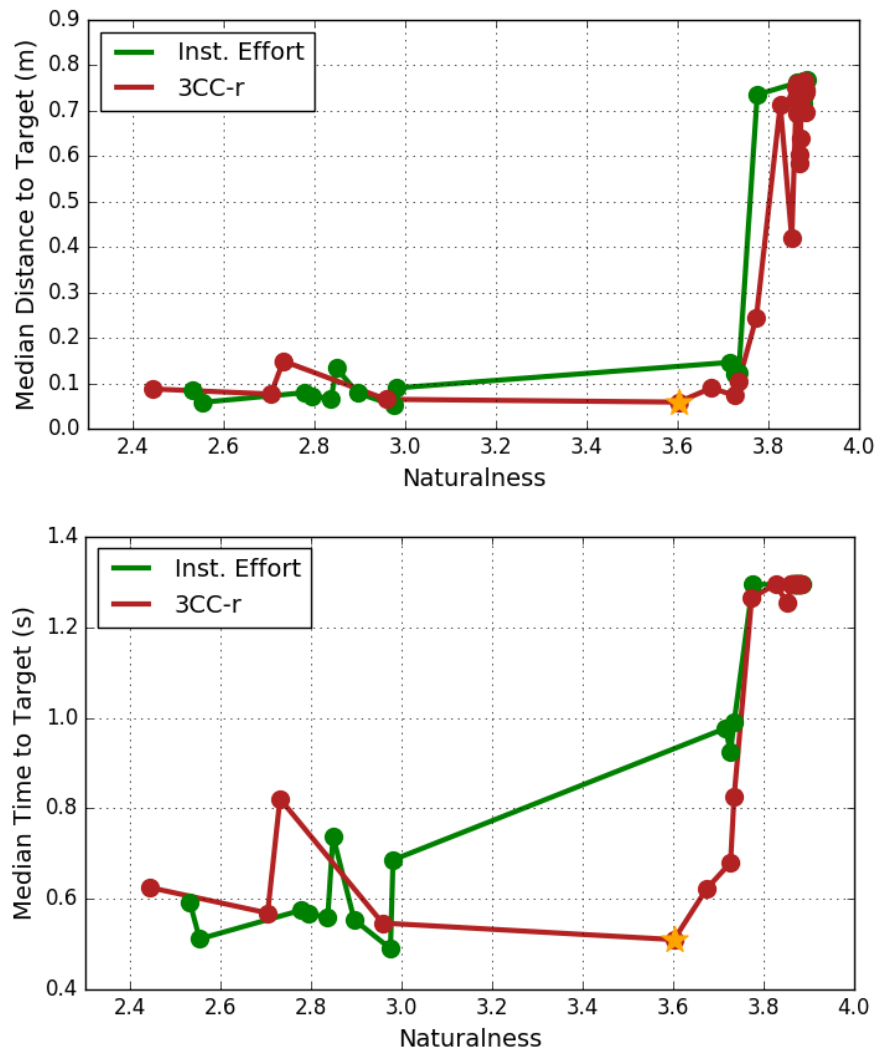 0.9
0.8
0.7
0.6
0.5
0.4
0.3
0.2
0.1
0.0
Median Distance to Target (m)
Inst. Effort
3CC-r
2.4 2.6 2.8 3.0 3.2 3.4 3.6 3.8 4.0
Naturalness
1.4
1.2
1.0
0.8
0.6
0.4
Median Time to Target (s)
Inst. Effort
3CC-r
2.4 2.6 2.8 3.0 3.2 3.4 3.6 3.8 4.0
Naturalness